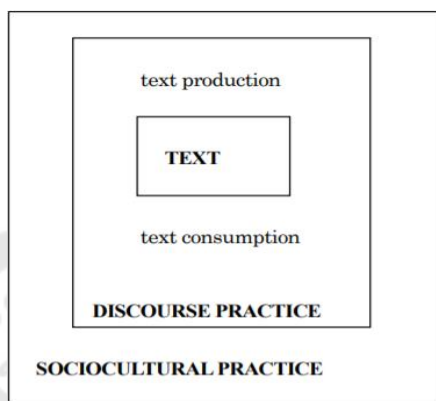 text production
TEXT
text consumption
DISCOURSE PRACTICE
SOCIOCULTURAL PRACTICE